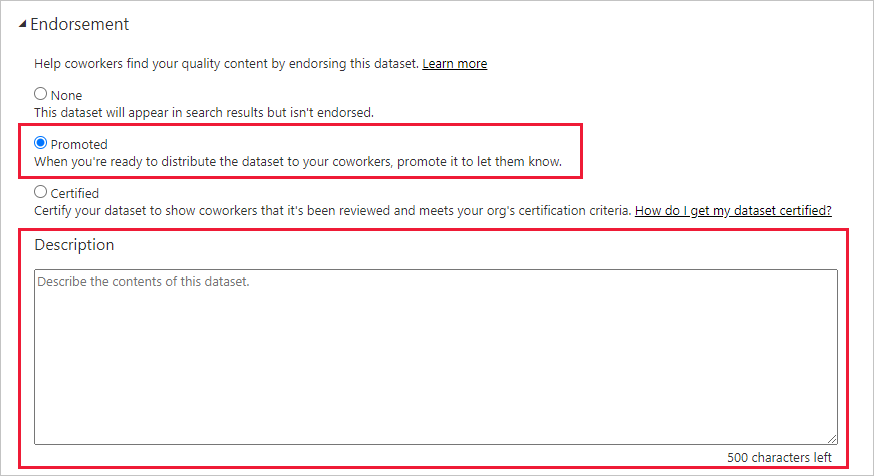 Endorsement
Help coworkers find your quality content by endorsing this dataset. Learn more
None
This dataset will appear in search results but isn't endorsed.
Promoted
When you're ready to distribute the dataset to your coworkers, promote it to let them know.
Certified
Certify your dataset to show coworkers that it's been reviewed and meets your org's certification criteria. How do I get my dataset certified?
Description
Describe the contents of this dataset.
500 characters left